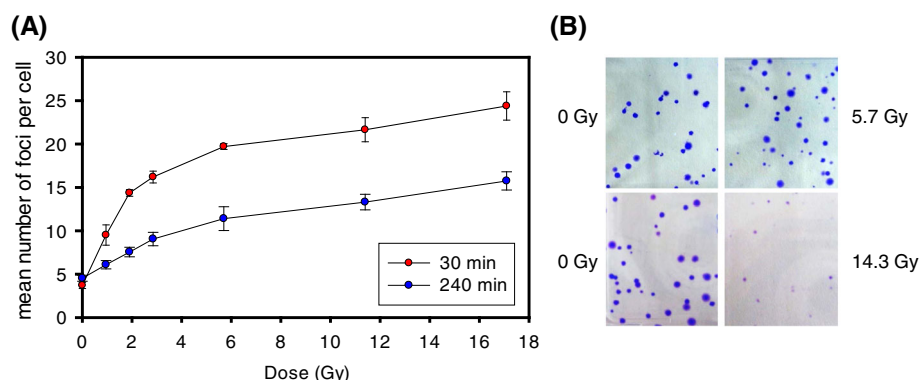 (A)
mean number of foci per cell
30
25
20
15
10
5
0
0 2 4 6 8 10 12 14 16 18
Dose (Gy)
30 min
240 min
(B)
0 Gy
5.7 Gy
0 Gy
14.3 Gy